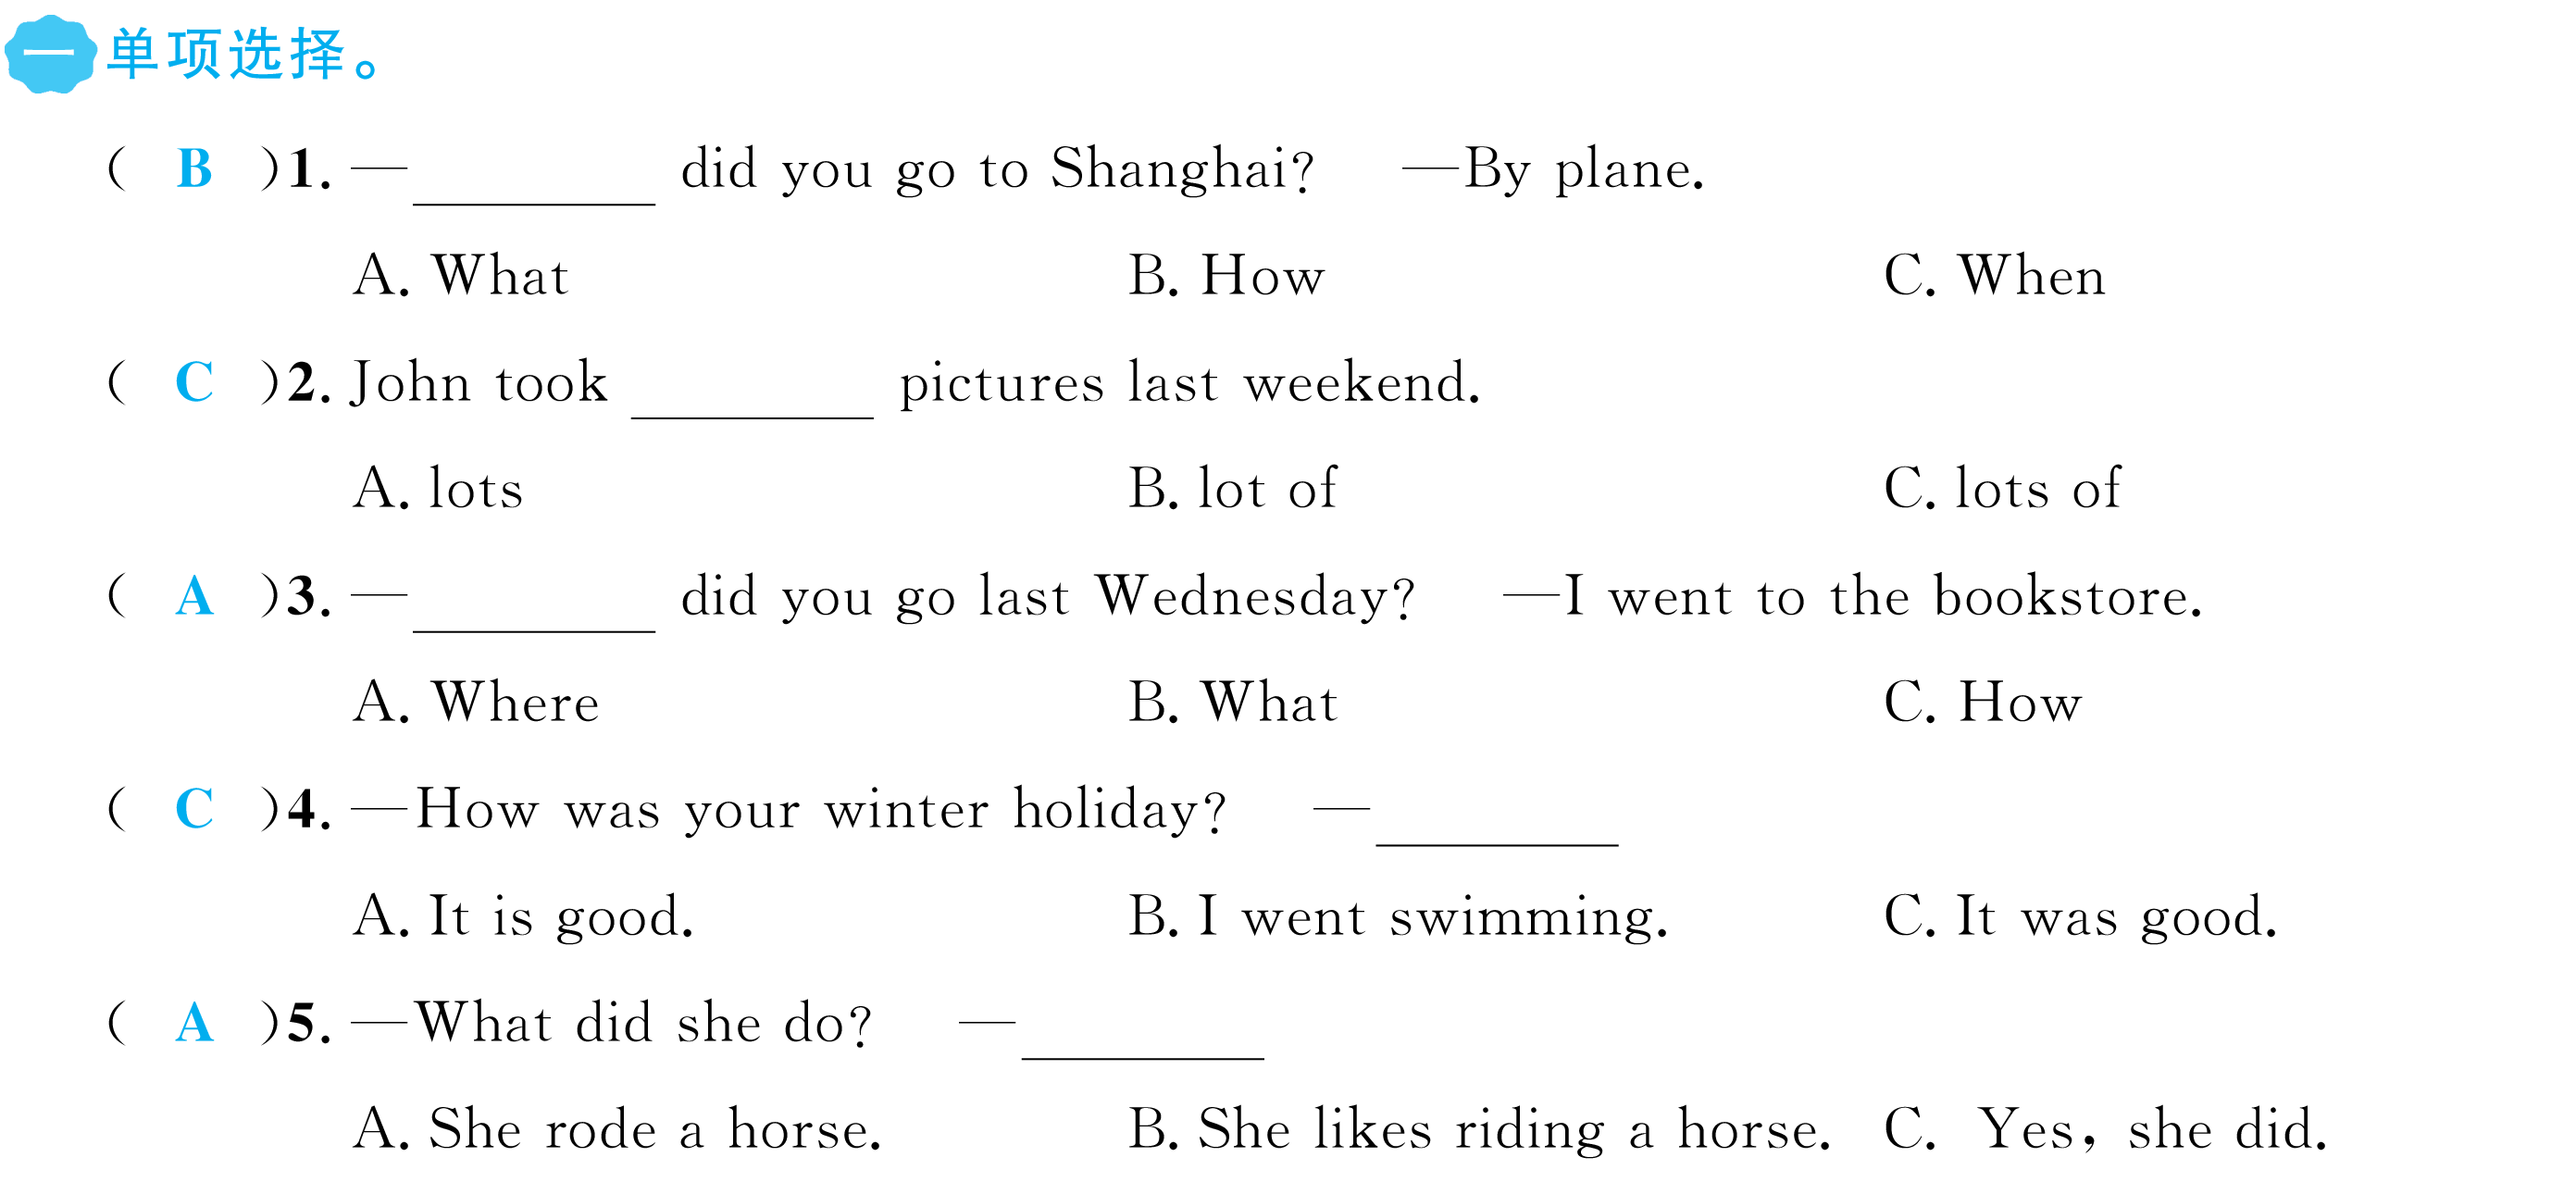 一 单项选择。
( B )1. —________ did you go to Shanghai? —By plane.
A. What B. How C. When
( C )2. John took ________ pictures last weekend.
A. lots B. lot of C. lots of
( A )3. —________ did you go last Wednesday? —I went to the bookstore.
A. Where B. What C. How
( C )4. —How was your winter holiday? —________
A. It is good. B. I went swimming. C. It was good.
( A )5. —What did she do? —________
A. She rode a horse. B. She likes riding a horse. C. Yes, she did.